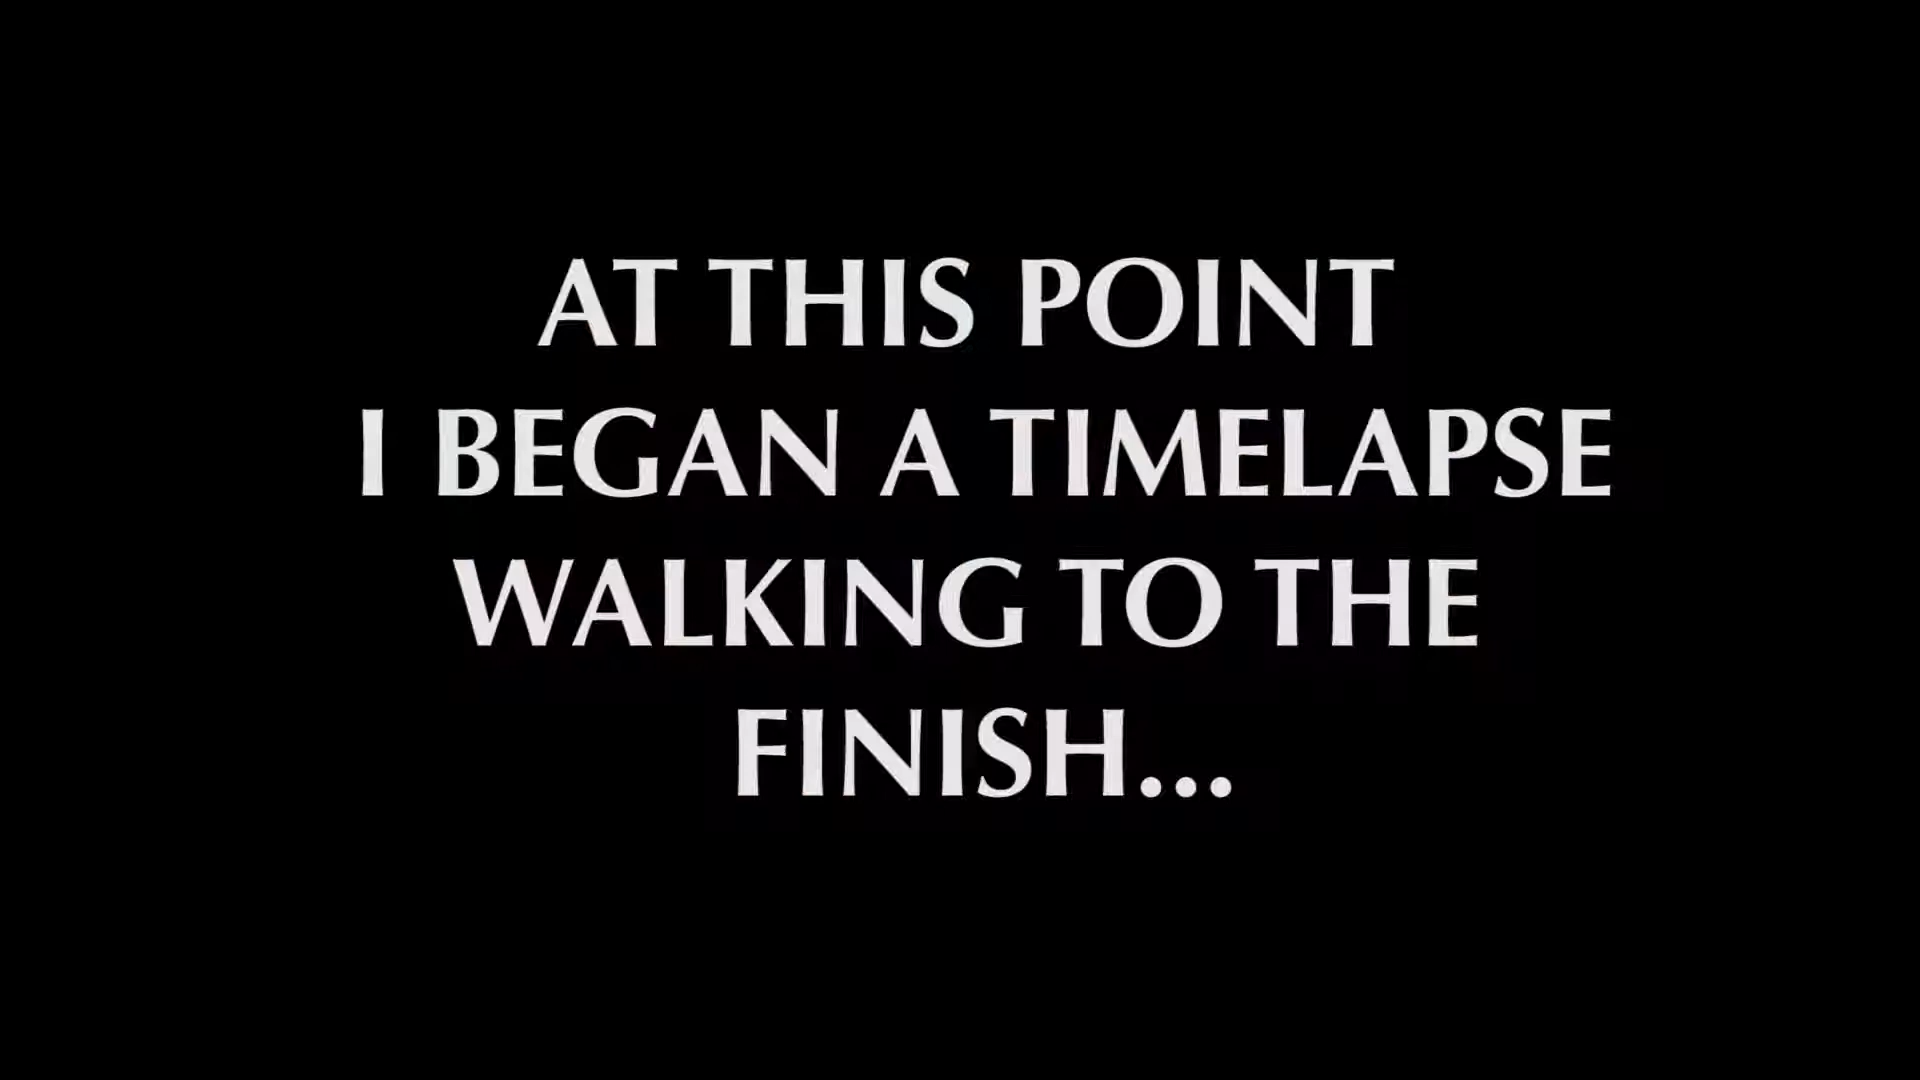 AT THIS POINT
I BEGAN A TIMELAPSE
WALKING TO THE
FINISH...